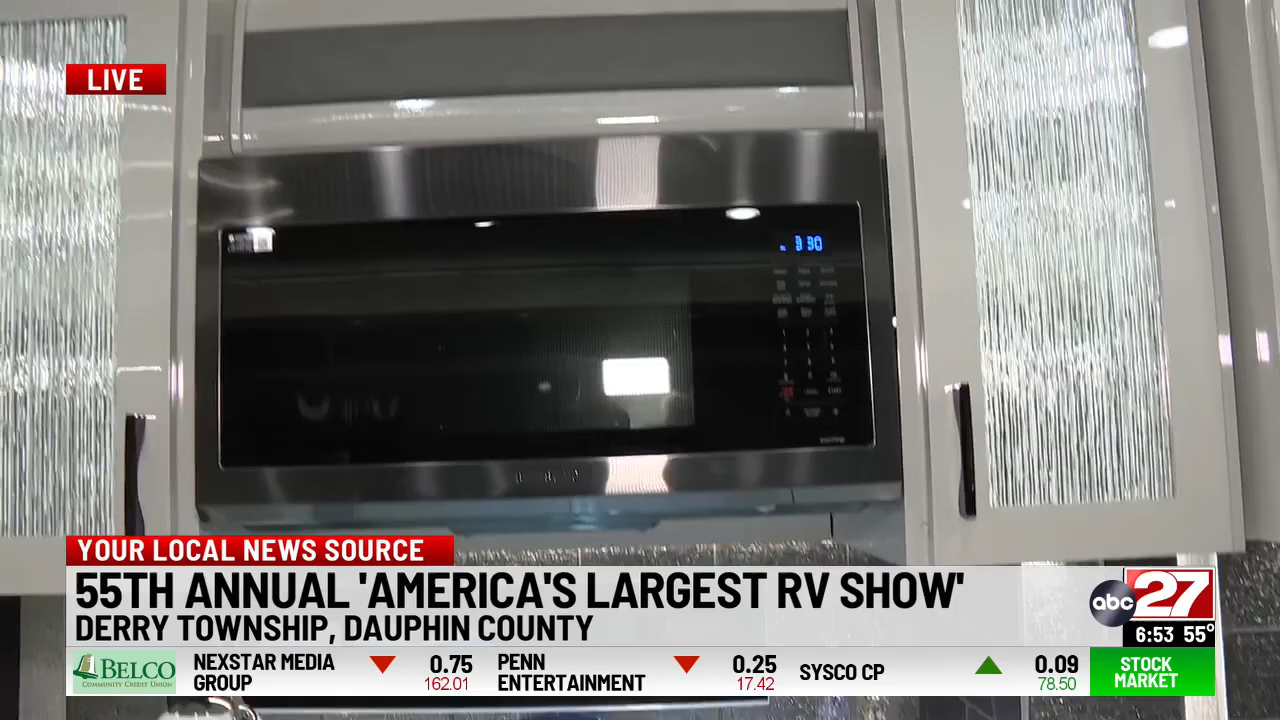 LIVE
YOUR LOCAL NEWS SOURCE
55TH ANNUAL 'AMERICA'S LARGEST RV SHOW'
DERRY TOWNSHIP, DAUPHIN COUNTY
abc 27
6:53 55°
BELCO
COMMUNITY CREDIT UNION
NEXSTAR MEDIA
GROUP
0.75
162.01
PENN
ENTERTAINMENT
0.25
17.42
SYSCO CP
0.09
78.50
STOCK
MARKET